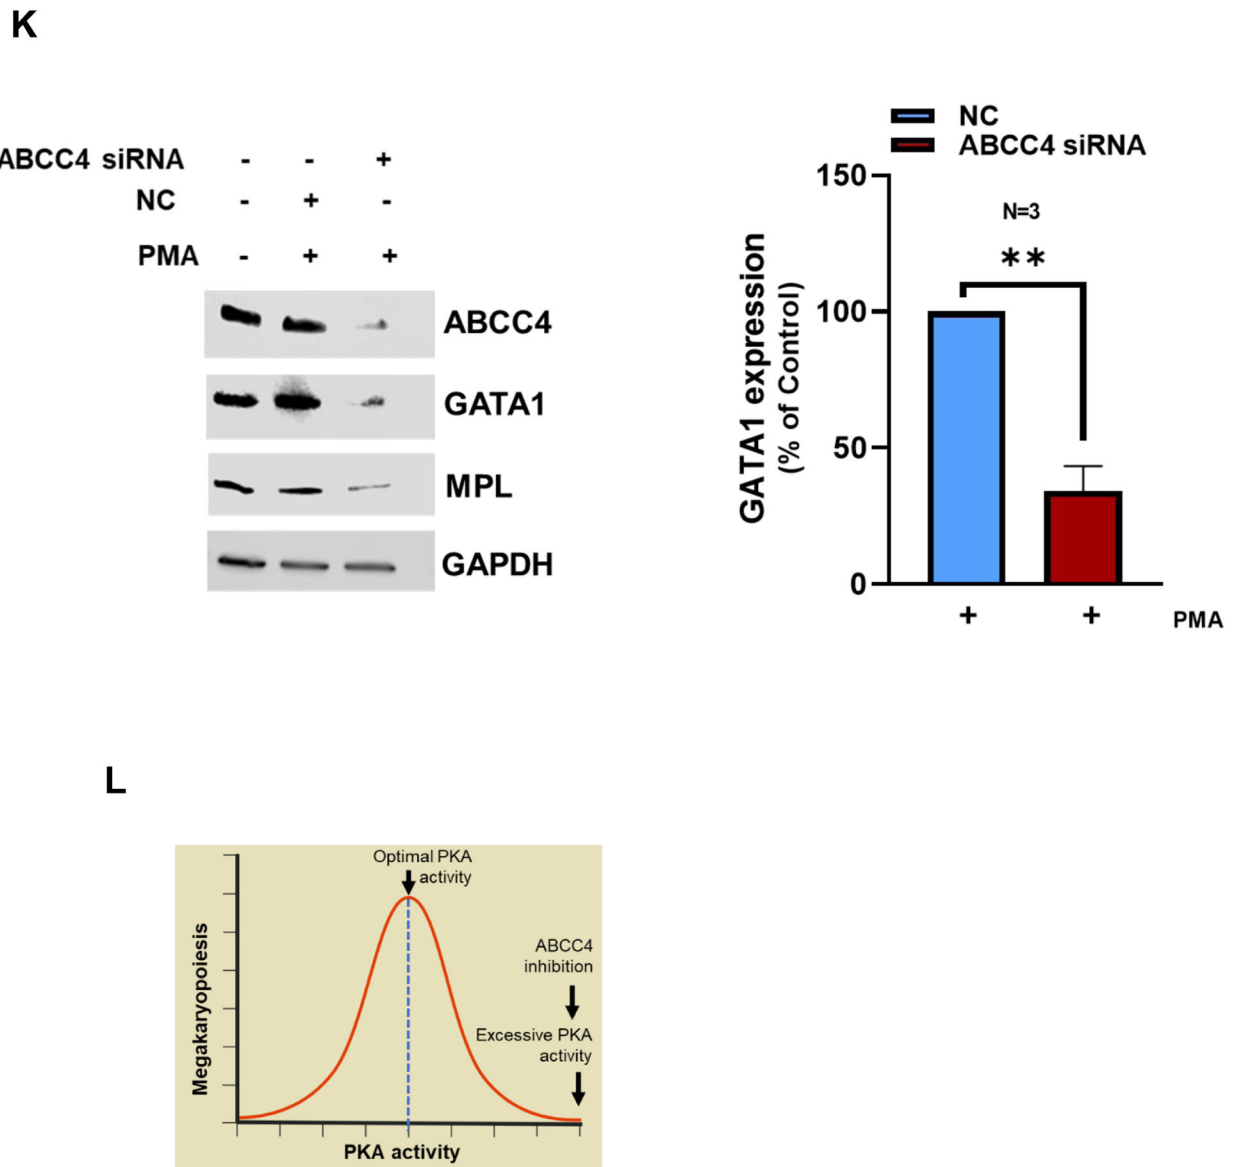 K
ABCC4 siRNA - - +
NC - + -
PMA - + +
ABCC4
GATA1
MPL
GAPDH
NC
ABCC4 siRNA
150
100
50
0
N=3
**
GATA1 expression
(% of Control)
+ + PMA
L
Optimal PKA
activity
ABCC4
inhibition
Excessive PKA
activity
Megakaryopoiesis
PKA activity